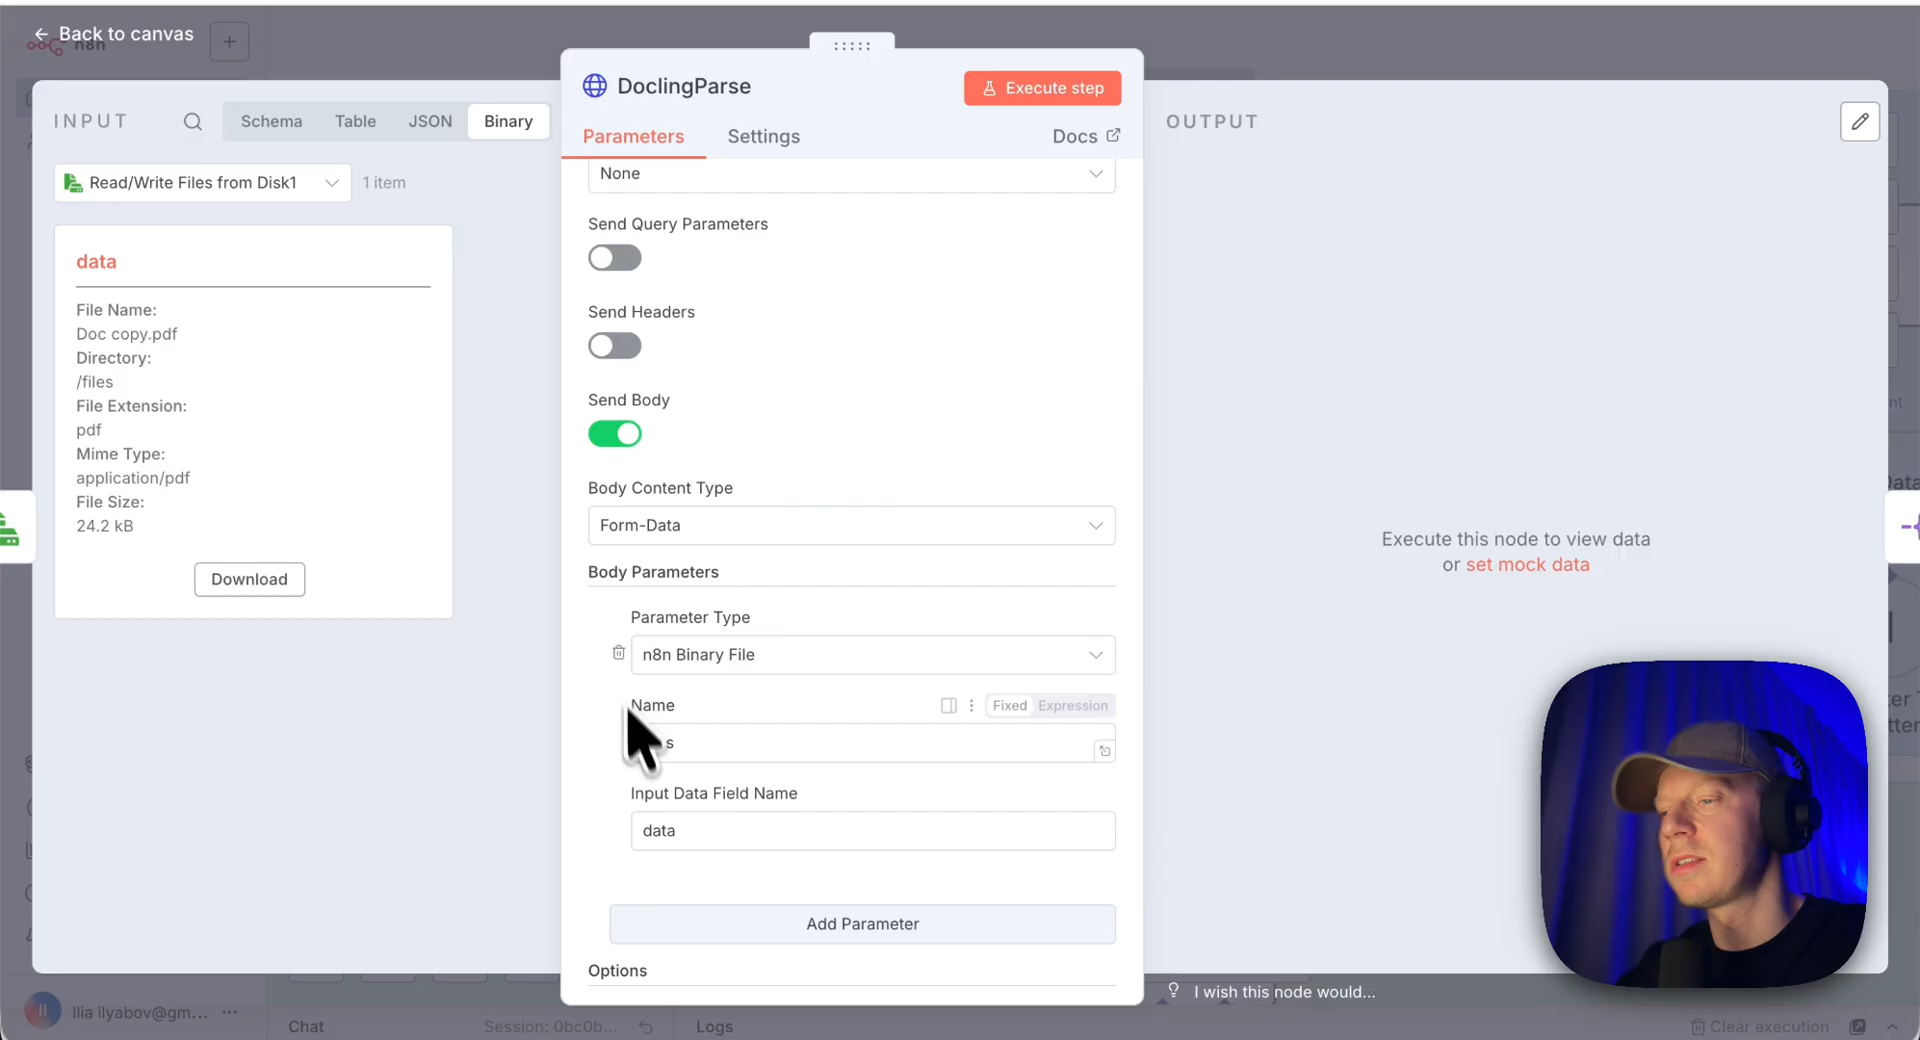 Back to canvas
n8n
INPUT
Schema
Table
JSON
Binary
Read/Write Files from Disk1
1 item
data
File Name:
Doc copy.pdf
Directory:
/files
File Extension:
pdf
Mime Type:
application/pdf
File Size:
24.2 kB
Download
DoclingParse
Execute step
Parameters
Settings
Docs
None
Send Query Parameters
Send Headers
Send Body
Body Content Type
Form-Data
Body Parameters
Parameter Type
n8n Binary File
Name
Fixed
Expression
s
Input Data Field Name
data
Add Parameter
Options
OUTPUT
Execute this node to view data
or set mock data
I wish this node would...
Ilia ilyabov@gm...
Chat
Session: 0bc0b...
Logs
Clear execution